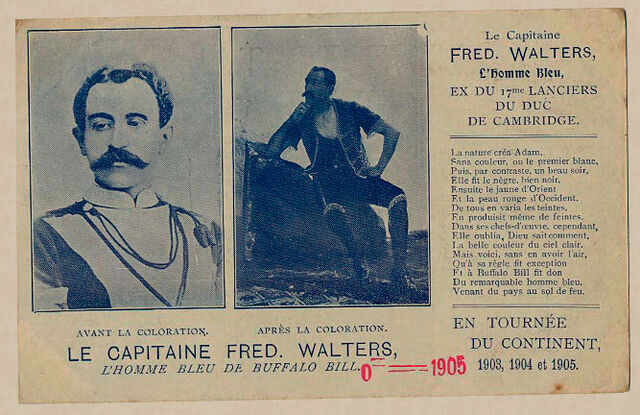 Le Capitaine
FRED. WALTERS,
L'Homme Bleu,
EX DU 17me LANCIERS
DU DUC
DE CAMBRIDGE.
La nature créa Adam.
Sans couleur, ou le premier blanc,
Puis, par contraste, un beau soir,
Elle fit le nègre, bien noir,
Ensuite le jaune d'Orient
Et la peau rouge d'Occident.
De tous en varia les teintes,
En produisit même de feintes.
Dans ses chefs-d'œuvre, cependant,
Elle oublia, Dieu sait comment,
La belle couleur du ciel clair.
Mais voici, sans en avoir l'air,
Qu'à sa règle fit exception
Et à Buffalo Bill fit don
Du remarquable homme bleu,
Venant du pays au sol de feu.
EN TOURNÉE
DU CONTINENT,
1903, 1904 et 1905.
AVANT LA COLORATION.
APRÈS LA COLORATION.
LE CAPITAINE FRED. WALTERS,
L'HOMME BLEU DE BUFFALO BILL.
1905